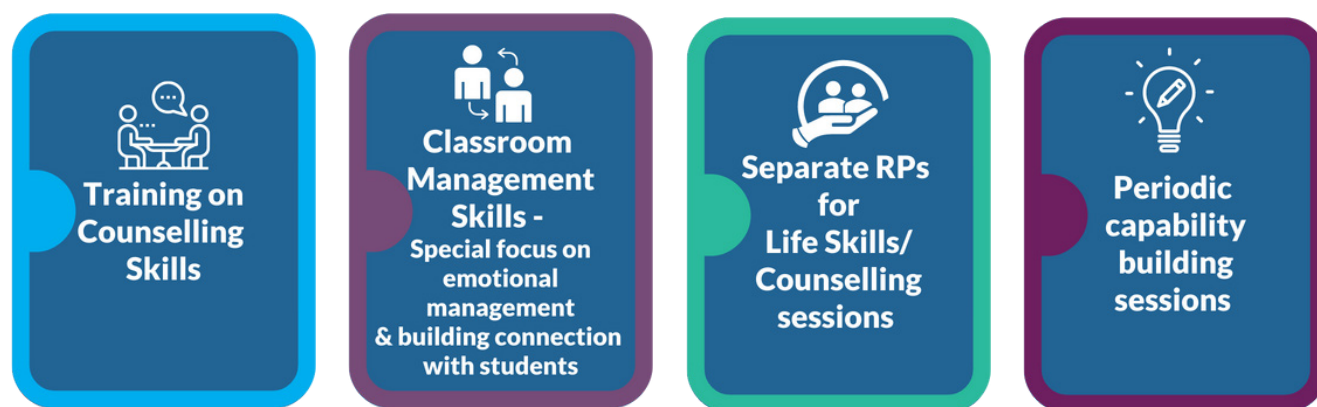 Training on
Counselling
Skills
Classroom
Management
Skills -
Special focus on
emotional
management
& building connection
with students
Separate RPs
for
Life Skills/
Counselling
sessions
Periodic
capability
building
sessions